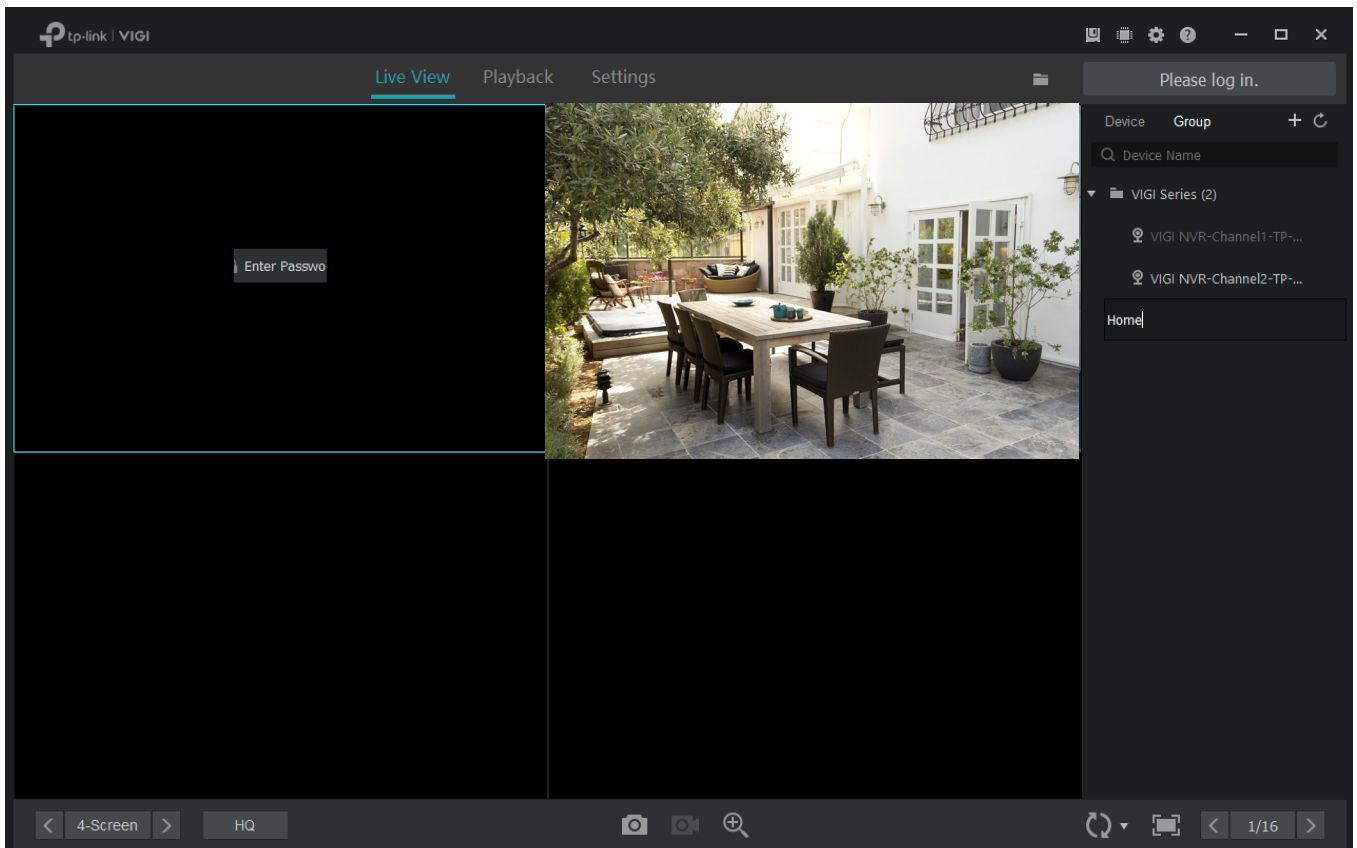 tp-link | VIGI
Live View Playback Settings
Please log in.
Device Group
Device Name
VIGI Series (2)
VIGI NVR-Channel1-TP-...
VIGI NVR-Channel2-TP-...
Home
Enter Passwo
4-Screen
HQ
1/16